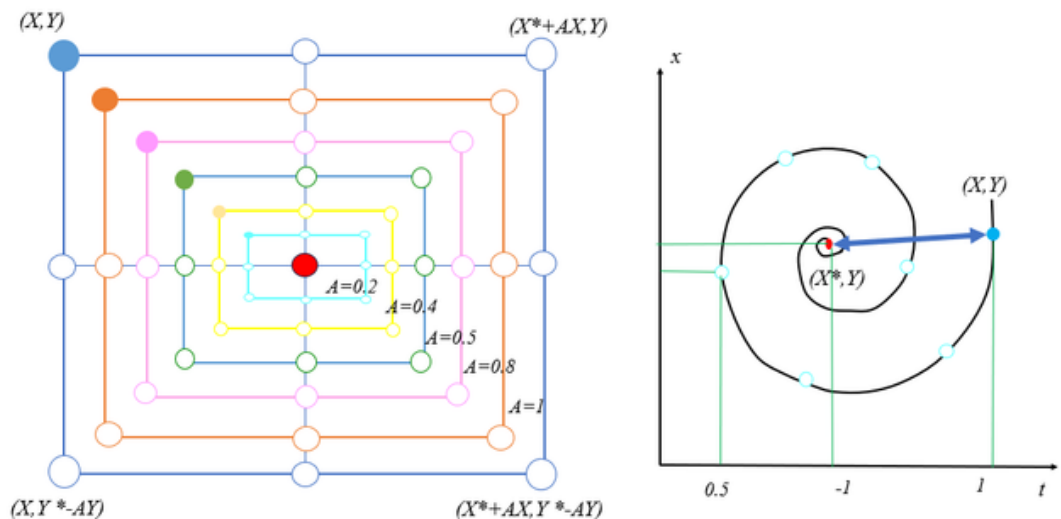 (X,Y)
(X*+AX,Y)
A=0.2
A=0.4
A=0.5
A=0.8
A=1
(X,Y *-AY)
(X*+AX,Y *-AY)
x
(X,Y)
(X*,Y)
0.5
-1
1
t